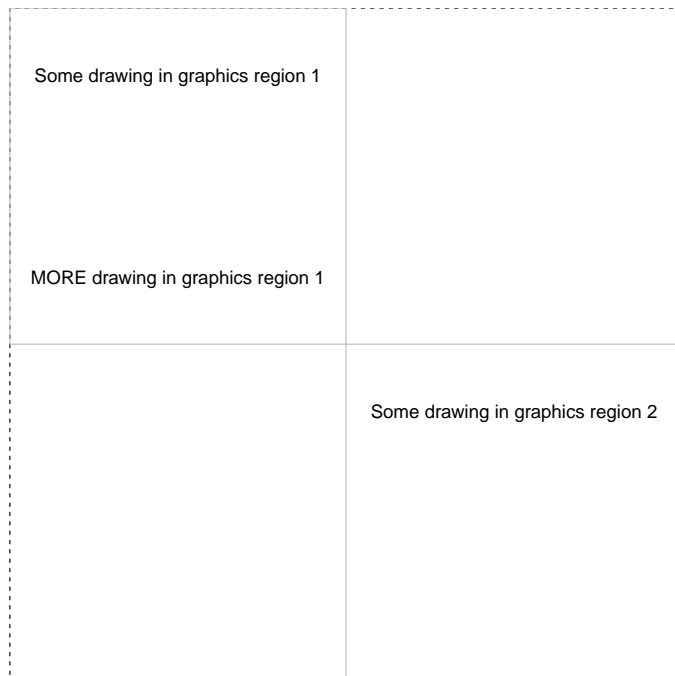 Some drawing in graphics region 1
MORE drawing in graphics region 1
Some drawing in graphics region 2